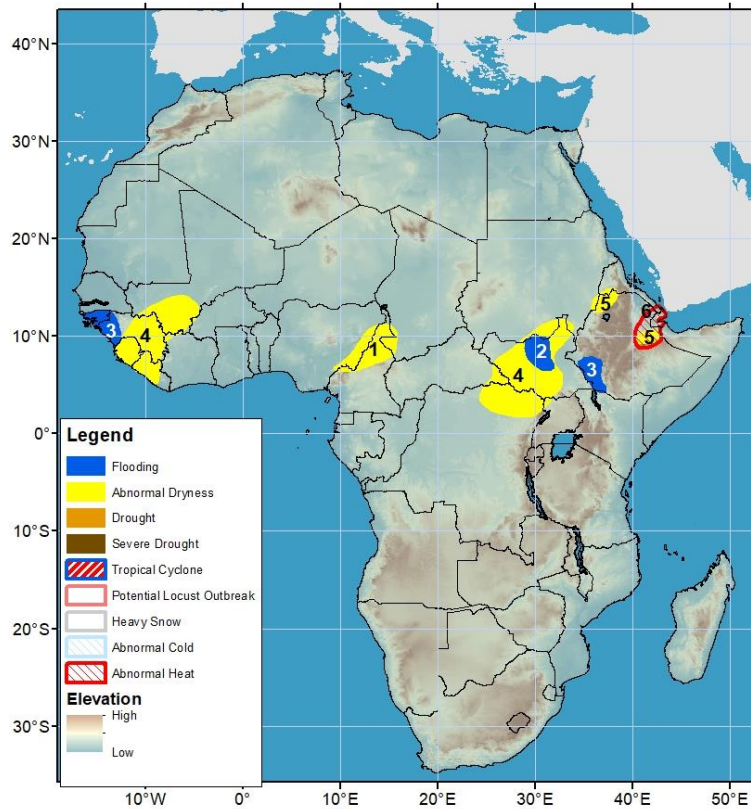 40°N
30°N
20°N
10°N
0°
10°S
20°S
30°S
10°W
0°
10°E
20°E
30°E
40°E
50°E
3
4
1
2
4
3
5
6
5
Legend
Flooding
Abnormal Dryness
Drought
Severe Drought
Tropical Cyclone
Potential Locust Outbreak
Heavy Snow
Abnormal Cold
Abnormal Heat
Elevation
High
Low